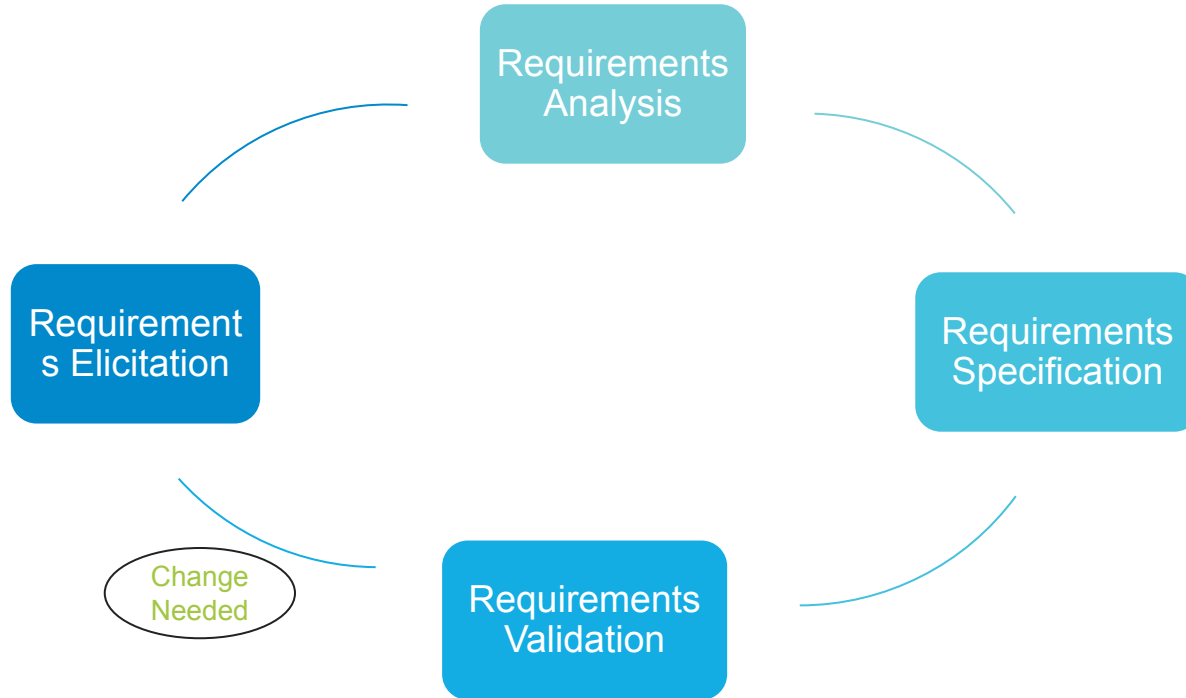 Requirements
Analysis
Requirement
s Elicitation
Requirements
Specification
Change
Needed
Requirements
Validation